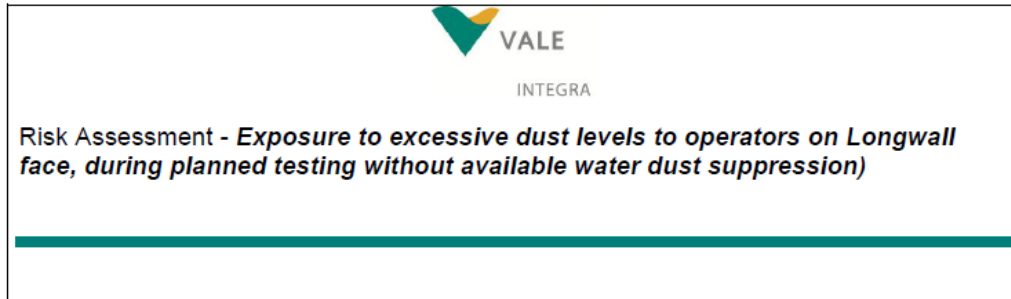 VALE
INTEGRA
Risk Assessment - Exposure to excessive dust levels to operators on Longwall
face, during planned testing without available water dust suppression)